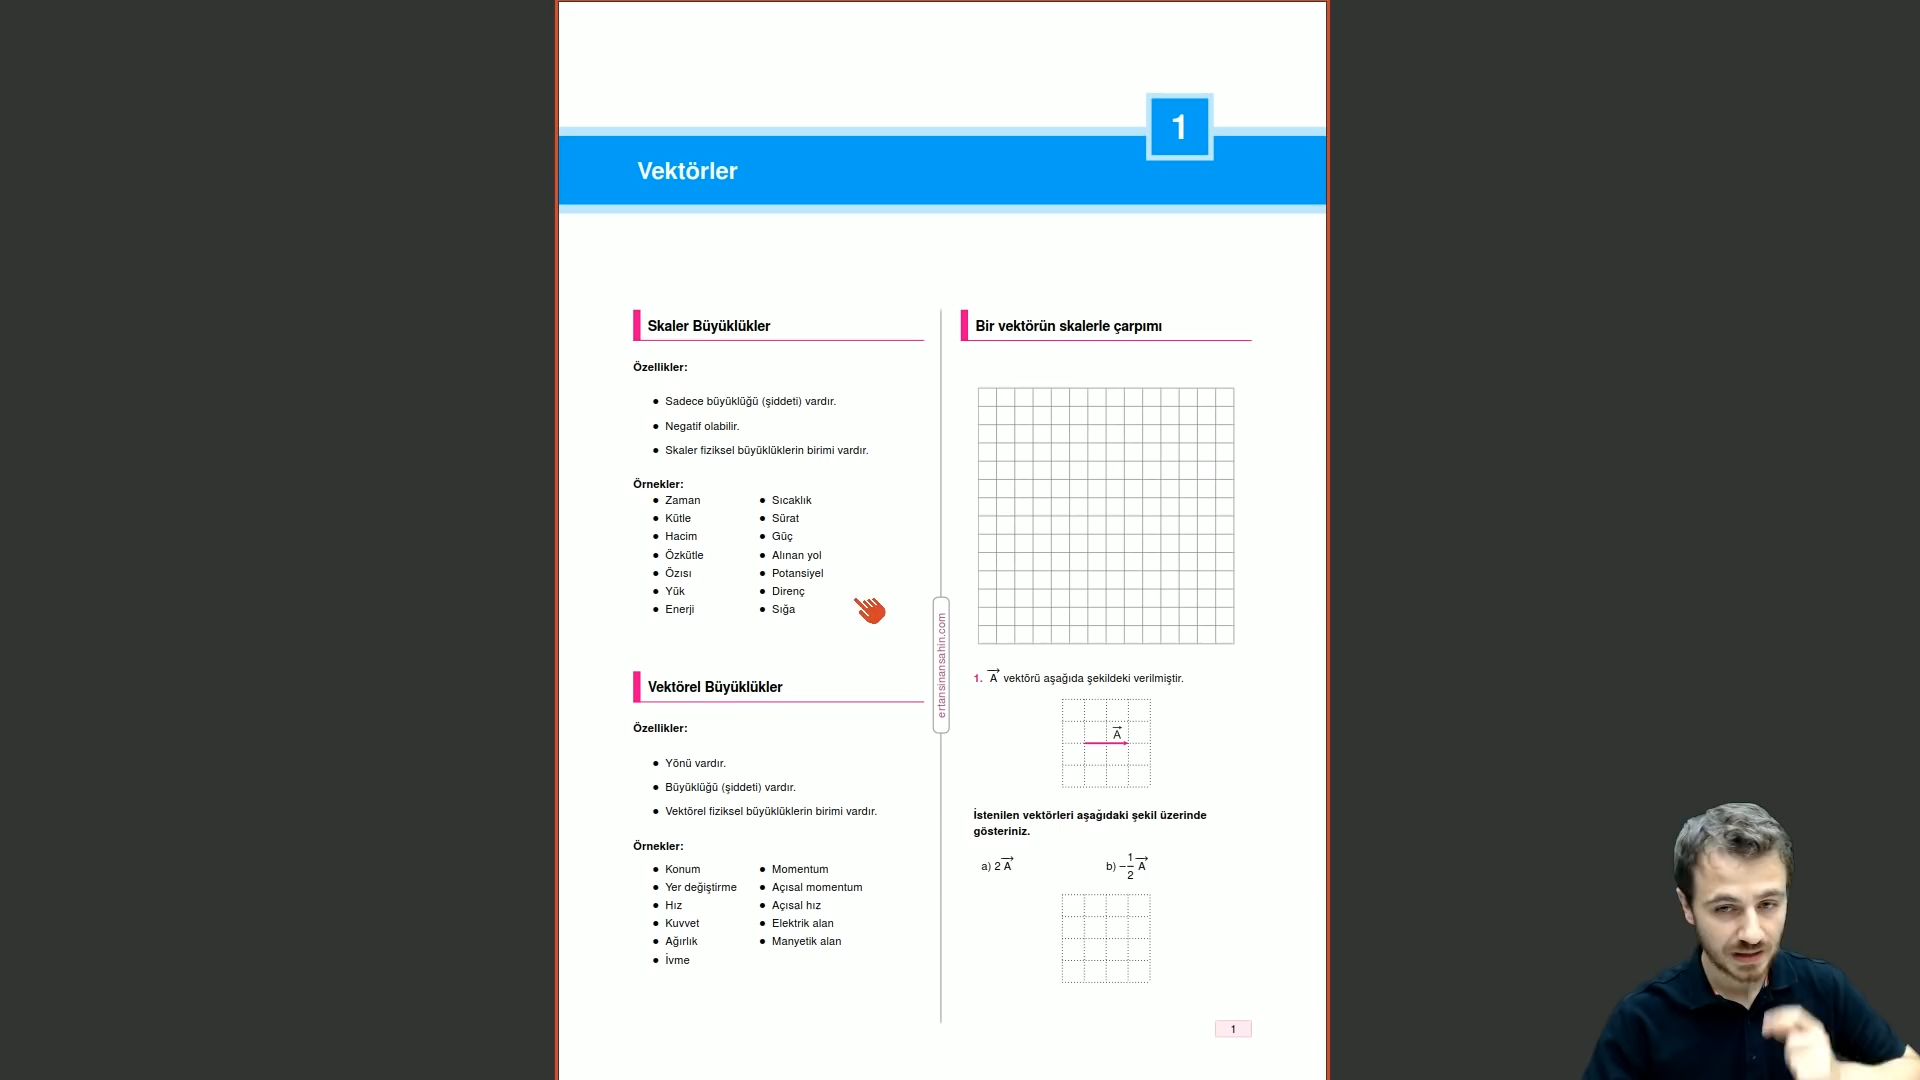 1
Vektörler
Skaler Büyüklükler
Özellikler:
● Sadece büyüklüğü (şiddeti) vardır.
● Negatif olabilir.
● Skaler fiziksel büyüklüklerin birimi vardır.
Örnekler:
● Zaman
● Kütle
● Hacim
● Özkütle
● Özısı
● Yük
● Enerji
● Sıcaklık
● Sürat
● Güç
● Alınan yol
● Potansiyel
● Direnç
● Sığa
Vektörel Büyüklükler
Özellikler:
● Yönü vardır.
● Büyüklüğü (şiddeti) vardır.
● Vektörel fiziksel büyüklüklerin birimi vardır.
Örnekler:
● Konum
● Yer değiştirme
● Hız
● Kuvvet
● Ağırlık
● İvme
● Momentum
● Açısal momentum
● Açısal hız
● Elektrik alan
● Manyetik alan
ertansinansahin.com
Bir vektörün skalerle çarpımı
1. A⃗ vektörü aşağıda şekildeki verilmiştir.
A⃗
İstenilen vektörleri aşağıdaki şekil üzerinde
gösteriniz.
a) 2A⃗ b) −1/2 A⃗
1